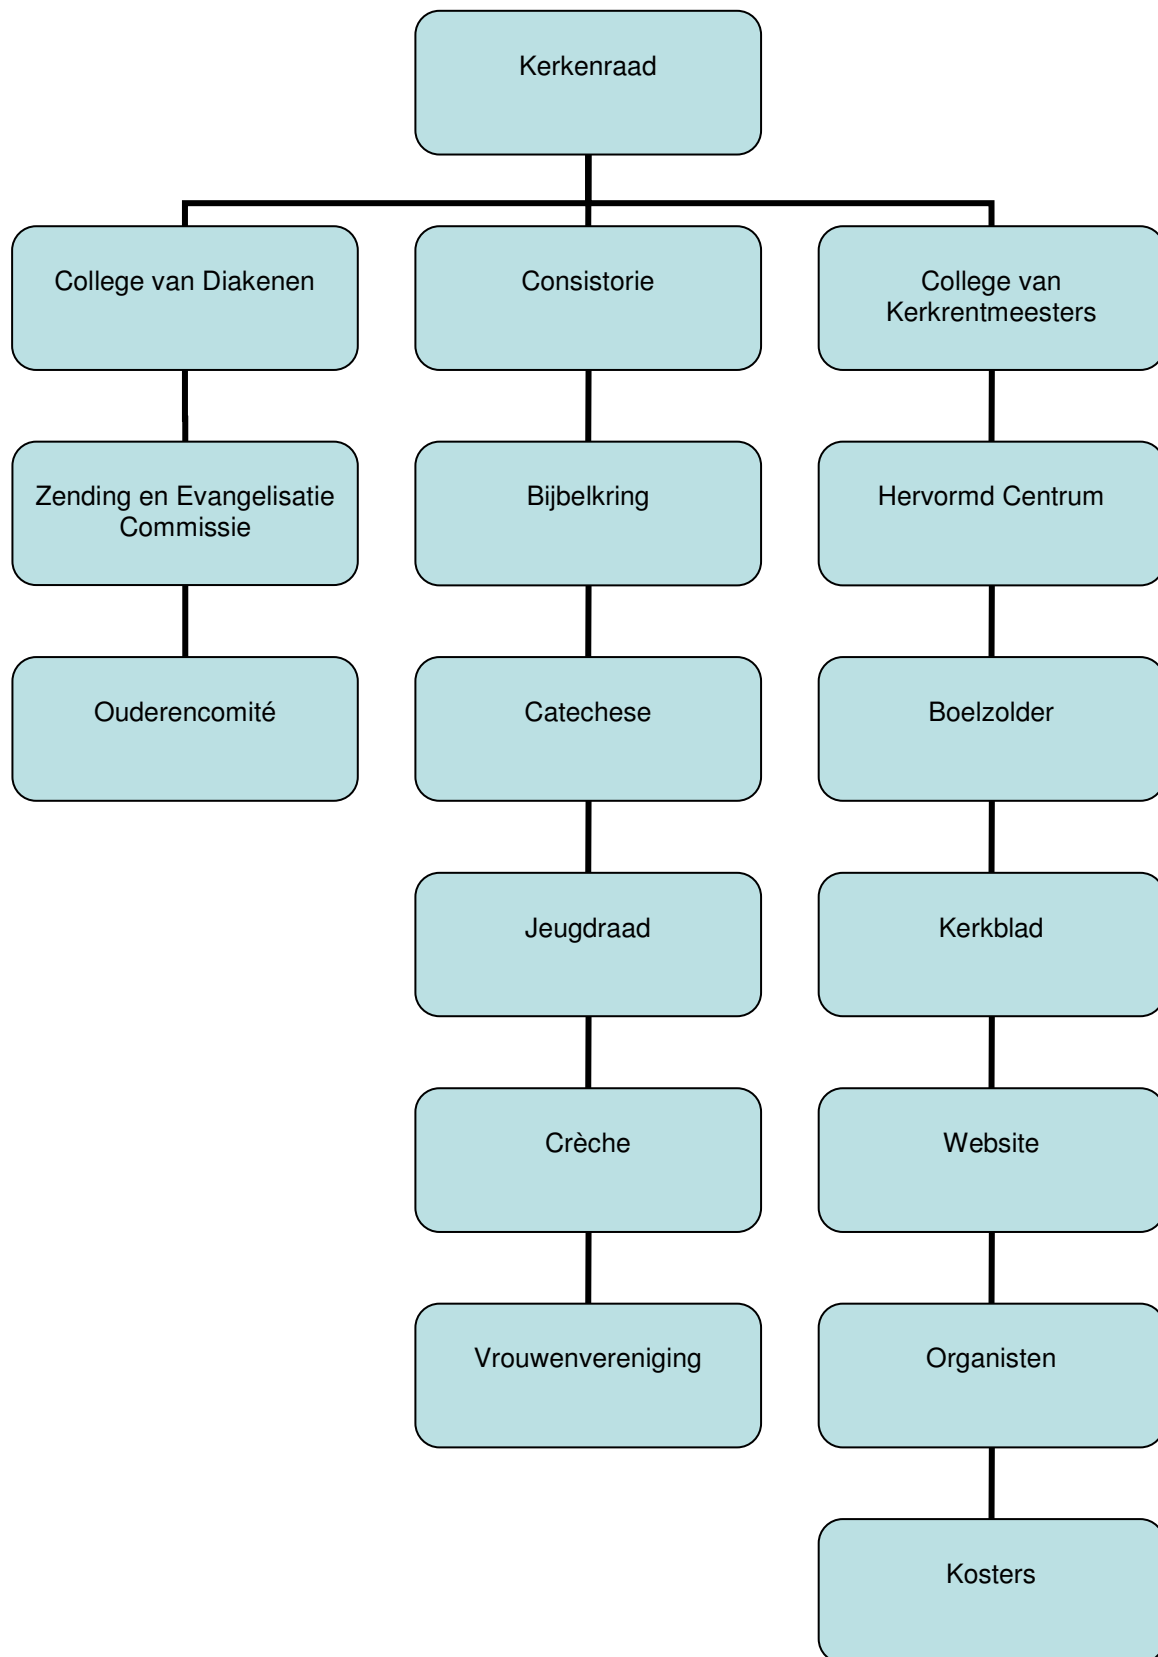 Kerkenraad
College van Diakenen
Consistorie
College van
Kerkrentmeesters
Zending en Evangelisatie
Commissie
Bijbelkring
Hervormd Centrum
Ouderencomité
Catechese
Boelzolder
Jeugdraad
Kerkblad
Crèche
Website
Vrouwenvereniging
Organisten
Kosters